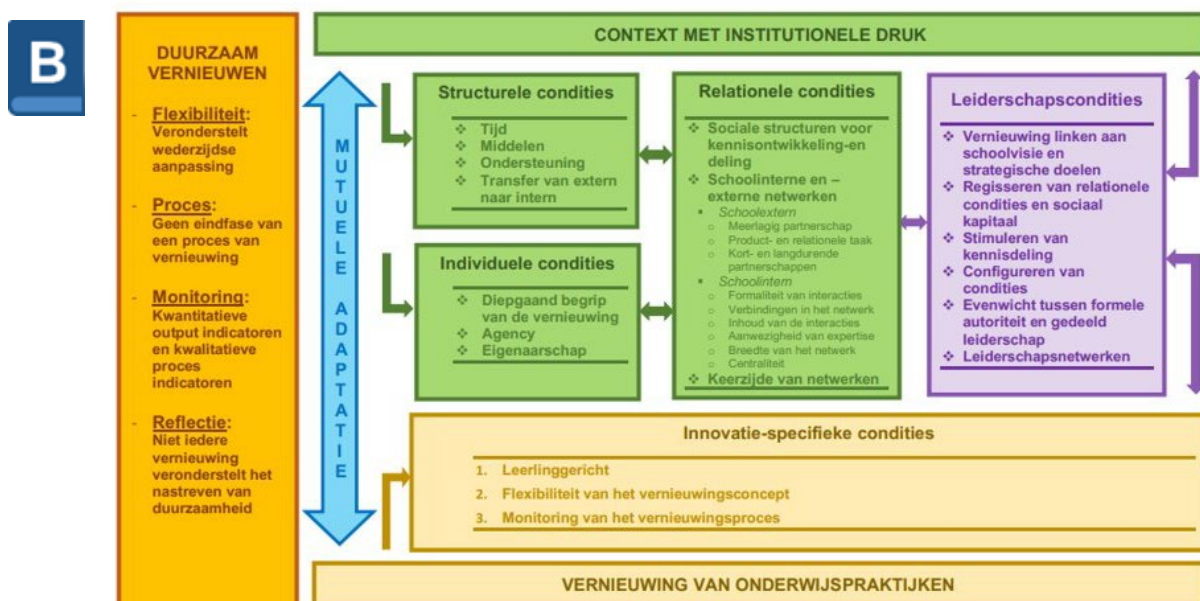 B
DUURZAAM
VERNIEUWEN
- Flexibiliteit:
Veronderstelt
wederzijdse
aanpassing
- Proces:
Geen eindfase van
een proces van
vernieuwing
- Monitoring:
Kwantitatieve
output indicatoren
en kwalitatieve
proces
indicatoren
- Reflectie:
Niet iedere
vernieuwing
veronderstelt het
nastreven van
duurzaamheid
MUTUELE ADAPTATIE
CONTEXT MET INSTITUTIONELE DRUK
Structurele condities
❖ Tijd
❖ Middelen
❖ Ondersteuning
❖ Transfer van extern
naar intern
Individuele condities
❖ Diepgaand begrip
van de vernieuwing
❖ Agency
❖ Eigenaarschap
Relationele condities
❖ Sociale structuren voor
kennisontwikkeling-en
deling
❖ Schoolinterne en –
externe netwerken
▪ Schoolextern
○ Meerlagig partnerschap
○ Product- en relationele taak
○ Kort- en langdurende
partnerschappen
▪ Schoolintern
○ Formaliteit van interacties
○ Verbindingen in het netwerk
○ Inhoud van de interacties
○ Aanwezigheid van expertise
○ Breedte van het netwerk
○ Centraliteit
❖ Keerzijde van netwerken
Leiderschapscondities
❖ Vernieuwing linken aan
schoolvisie en
strategische doelen
❖ Regisseren van relationele
condities en sociaal
kapitaal
❖ Stimuleren van
kennisdeling
❖ Configureren van
condities
❖ Evenwicht tussen formele
autoriteit en gedeeld
leiderschap
❖ Leiderschapsnetwerken
Innovatie-specifieke condities
1. Leerlinggericht
2. Flexibiliteit van het vernieuwingsconcept
3. Monitoring van het vernieuwingsproces
VERNIEUWING VAN ONDERWIJSPRAKTIJKEN